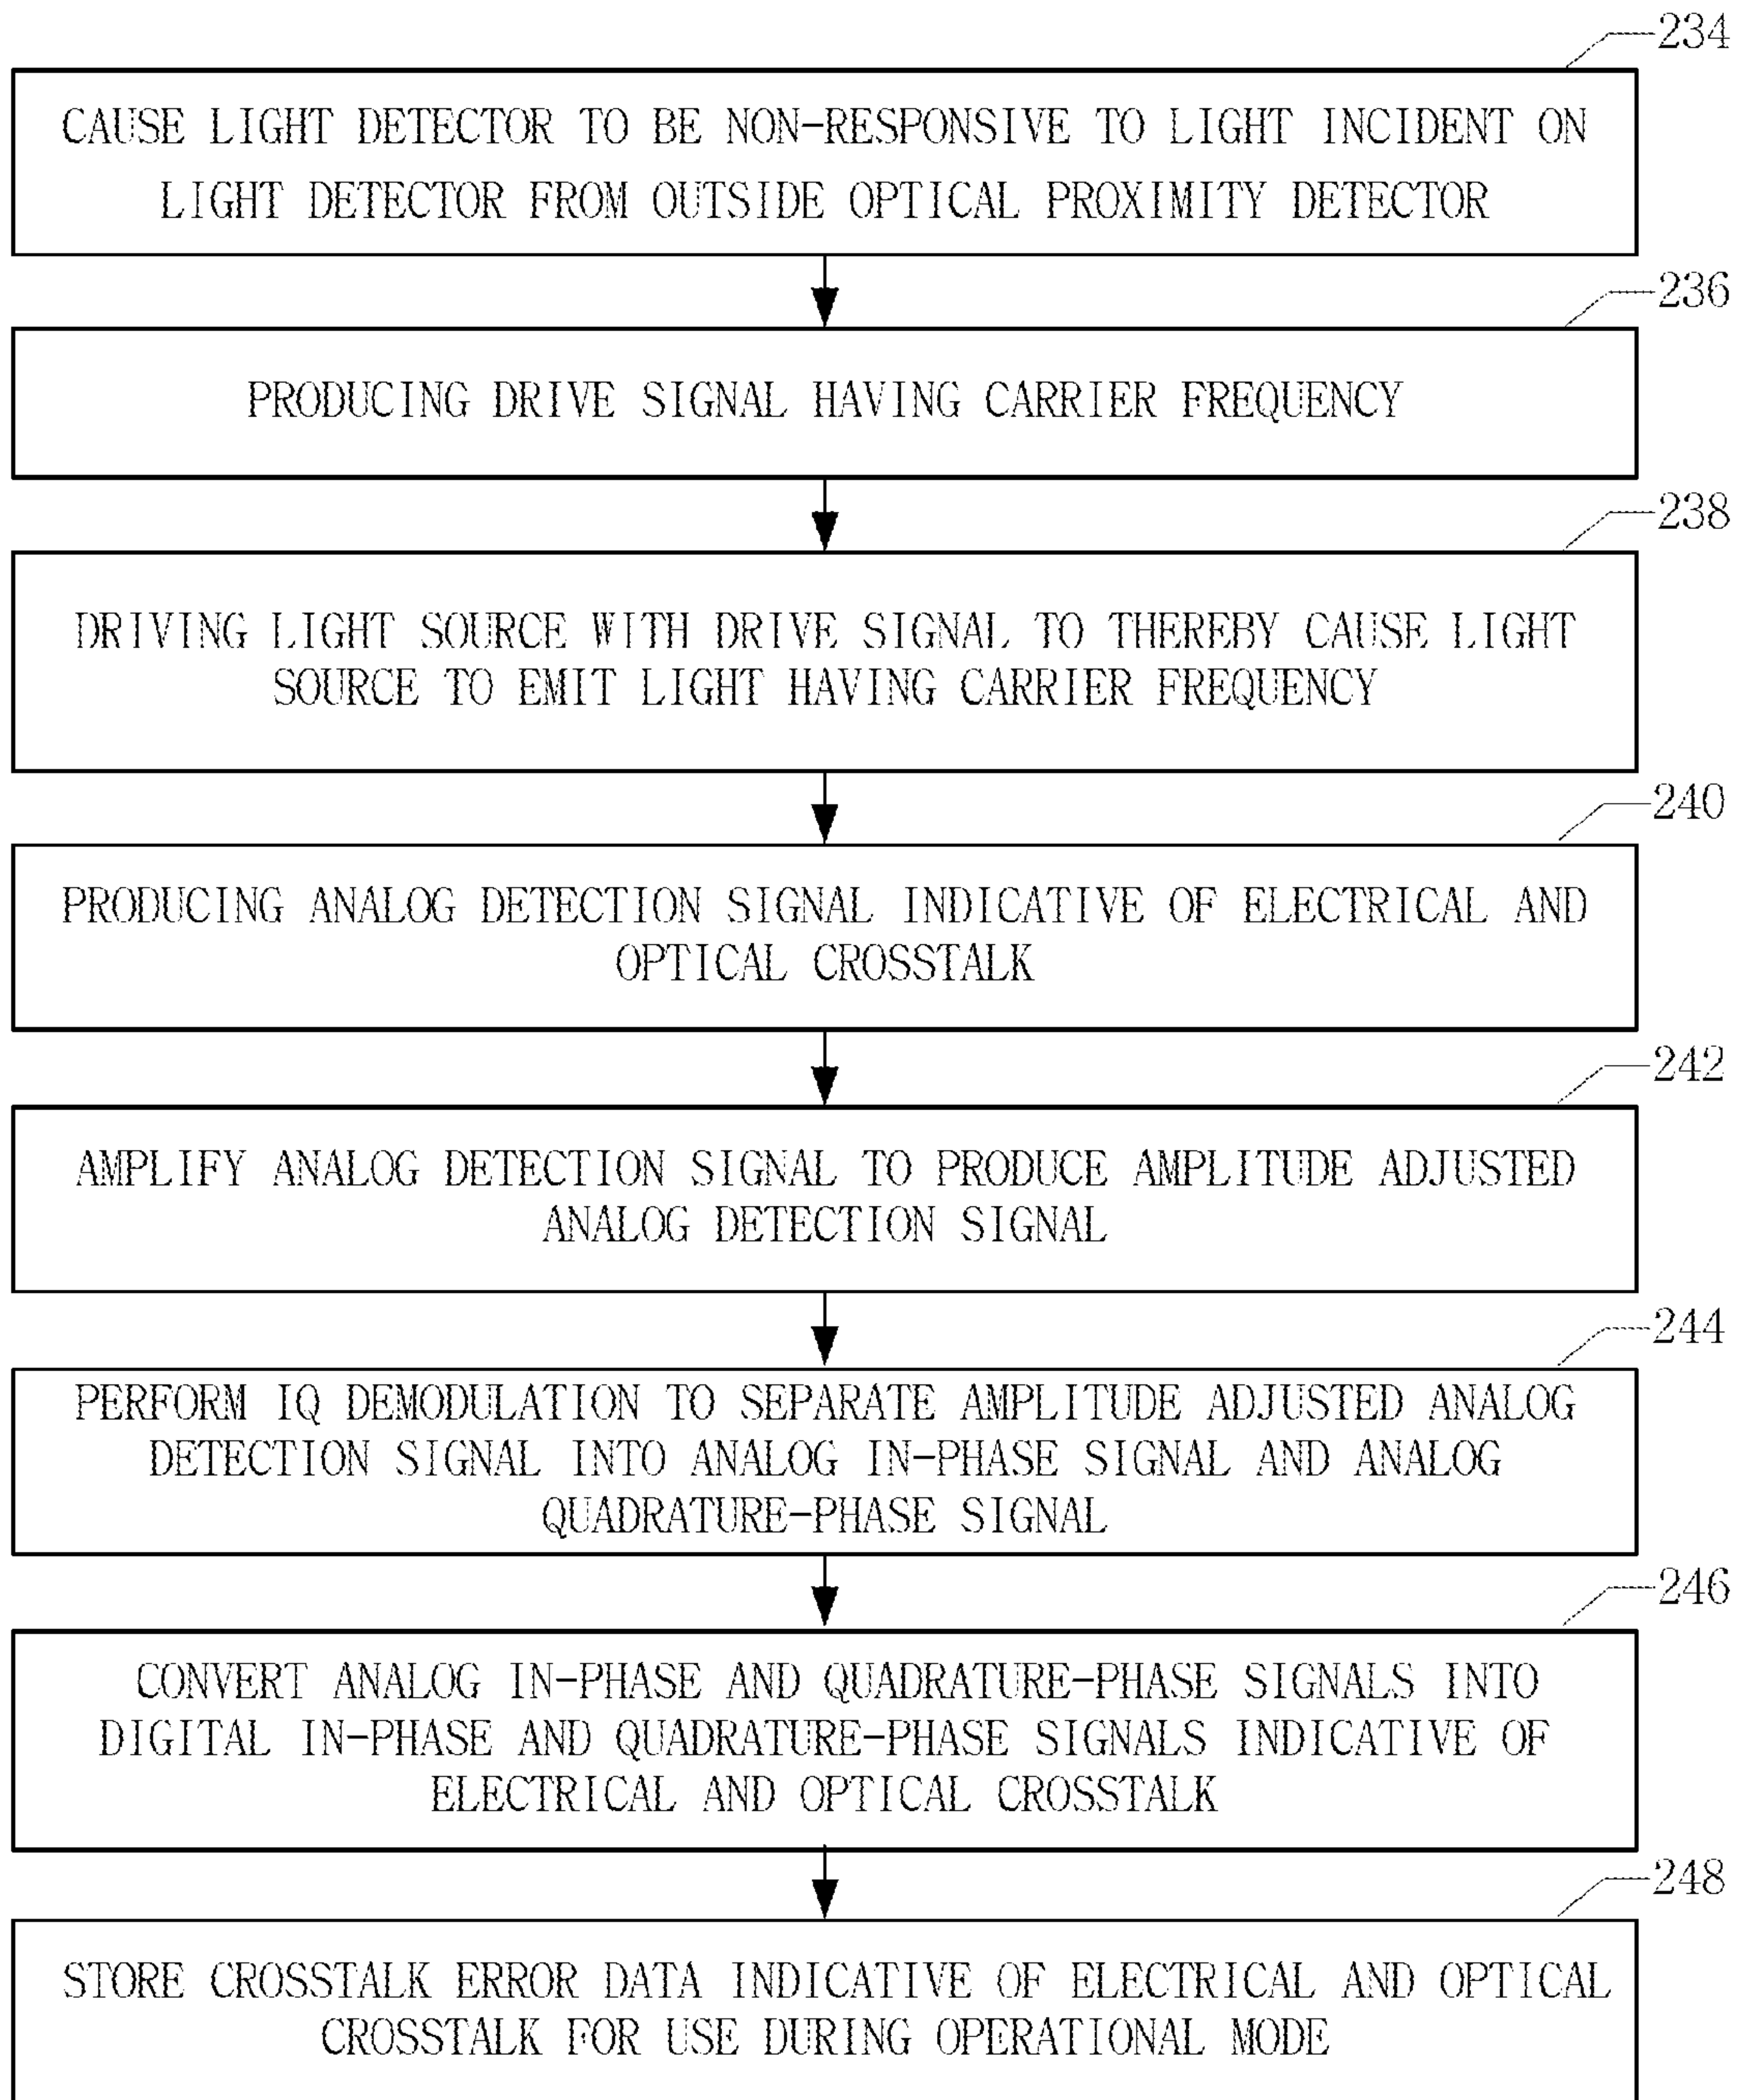 234
CAUSE LIGHT DETECTOR TO BE NON-RESPONSIVE TO LIGHT INCIDENT ON
LIGHT DETECTOR FROM OUTSIDE OPTICAL PROXIMITY DETECTOR
236
PRODUCING DRIVE SIGNAL HAVING CARRIER FREQUENCY
238
DRIVING LIGHT SOURCE WITH DRIVE SIGNAL TO THEREBY CAUSE LIGHT
SOURCE TO EMIT LIGHT HAVING CARRIER FREQUENCY
240
PRODUCING ANALOG DETECTION SIGNAL INDICATIVE OF ELECTRICAL AND
OPTICAL CROSSTALK
242
AMPLIFY ANALOG DETECTION SIGNAL TO PRODUCE AMPLITUDE ADJUSTED
ANALOG DETECTION SIGNAL
244
PERFORM IQ DEMODULATION TO SEPARATE AMPLITUDE ADJUSTED ANALOG
DETECTION SIGNAL INTO ANALOG IN-PHASE SIGNAL AND ANALOG
QUADRATURE-PHASE SIGNAL
246
CONVERT ANALOG IN-PHASE AND QUADRATURE-PHASE SIGNALS INTO
DIGITAL IN-PHASE AND QUADRATURE-PHASE SIGNALS INDICATIVE OF
ELECTRICAL AND OPTICAL CROSSTALK
248
STORE CROSSTALK ERROR DATA INDICATIVE OF ELECTRICAL AND OPTICAL
CROSSTALK FOR USE DURING OPERATIONAL MODE